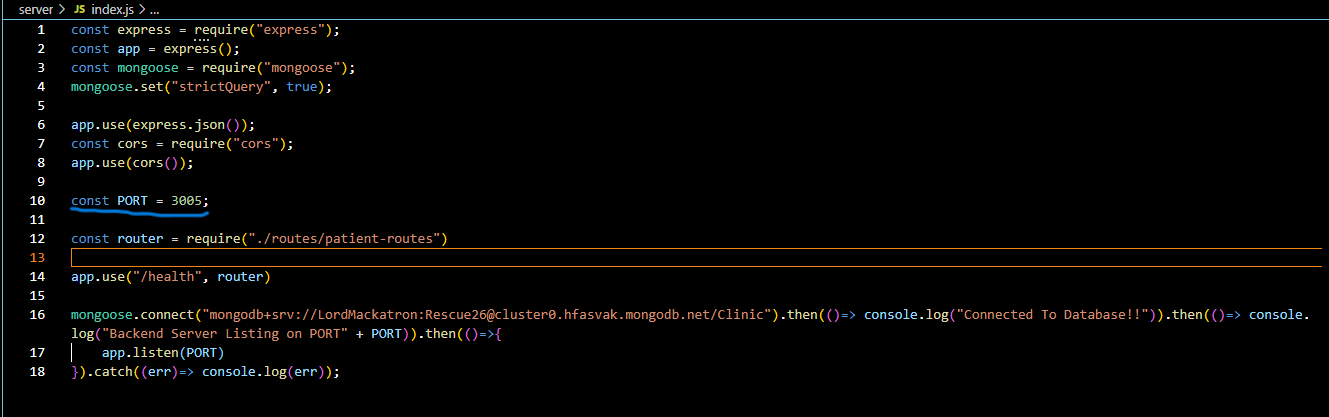 server > JS index.js > ...
1 const express = require("express");
2 const app = express();
3 const mongoose = require("mongoose");
4 mongoose.set("strictQuery", true);
5
6 app.use(express.json());
7 const cors = require("cors");
8 app.use(cors());
9
10 const PORT = 3005;
11
12 const router = require("./routes/patient-routes")
13
14 app.use("/health", router)
15
16 mongoose.connect("mongodb+srv://LordMackatron:Rescue26@cluster0.hfasvak.mongodb.net/Clinic").then(()=> console.log("Connected To Database!!")).then(()=> console.
log("Backend Server Listing on PORT" + PORT)).then(()=>{
17     app.listen(PORT)
18 }).catch((err)=> console.log(err));